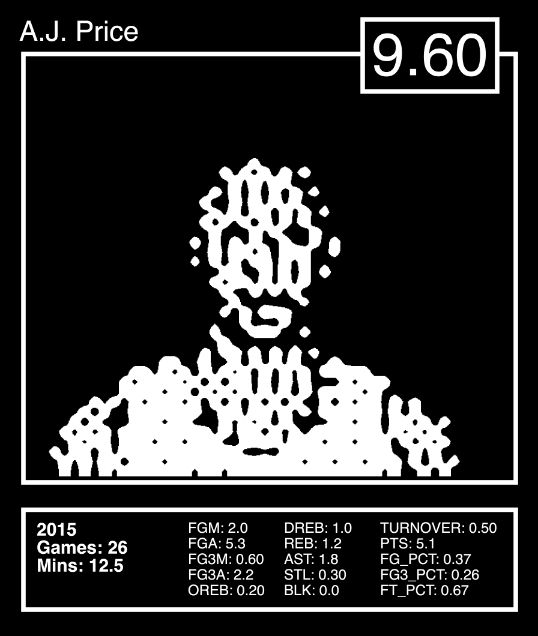 A.J. Price
9.60
2015
Games: 26
Mins: 12.5
FGM: 2.0
FGA: 5.3
FG3M: 0.60
FG3A: 2.2
OREB: 0.20
DREB: 1.0
REB: 1.2
AST: 1.8
STL: 0.30
BLK: 0.0
TURNOVER: 0.50
PTS: 5.1
FG_PCT: 0.37
FG3_PCT: 0.26
FT_PCT: 0.67